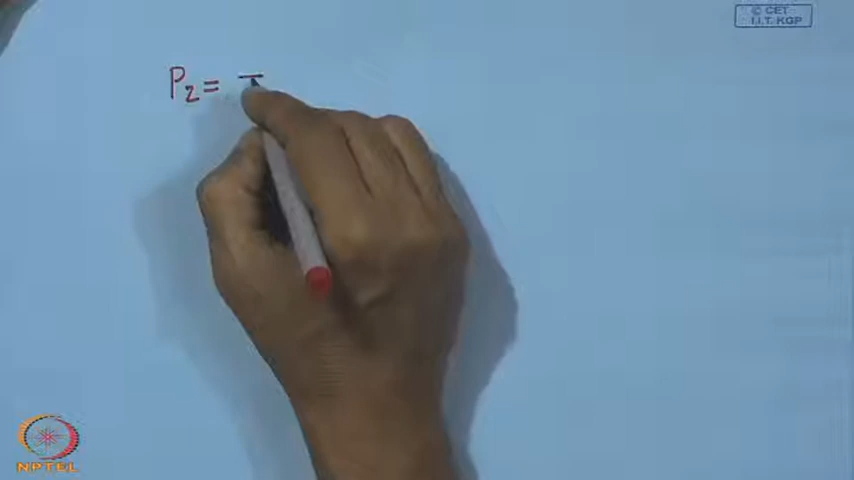 © CET
I.I.T. KGP
P₂ =
NPTEL